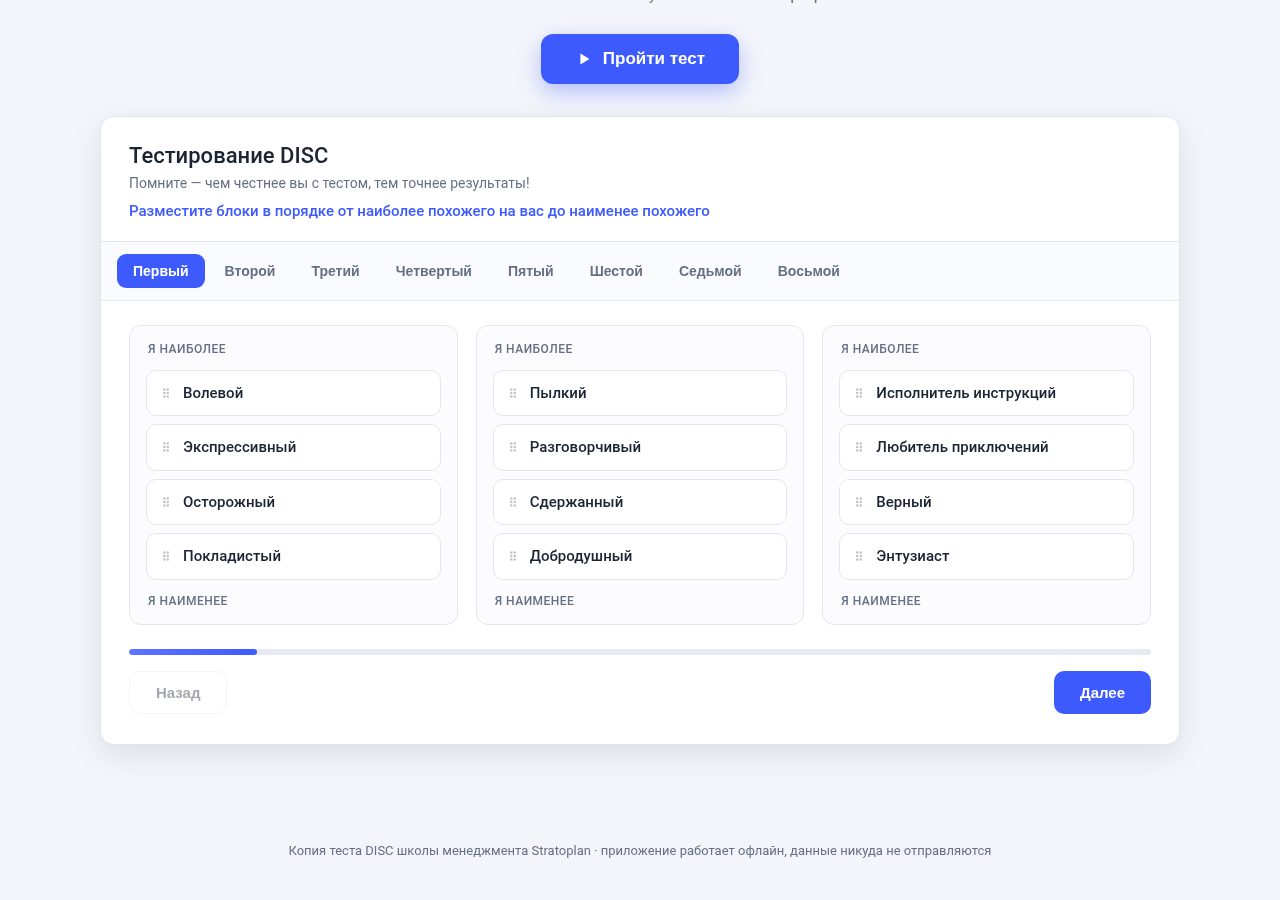 Пройти тест
Тестирование DISC
Помните — чем честнее вы с тестом, тем точнее результаты!
Разместите блоки в порядке от наиболее похожего на вас до наименее похожего
Первый Второй Третий Четвертый Пятый Шестой Седьмой Восьмой
Я НАИБОЛЕЕ
Волевой
Экспрессивный
Осторожный
Покладистый
Я НАИМЕНЕЕ
Я НАИБОЛЕЕ
Пылкий
Разговорчивый
Сдержанный
Добродушный
Я НАИМЕНЕЕ
Я НАИБОЛЕЕ
Исполнитель инструкций
Любитель приключений
Верный
Энтузиаст
Я НАИМЕНЕЕ
Назад
Далее
Копия теста DISC школы менеджмента Stratoplan · приложение работает офлайн, данные никуда не отправляются